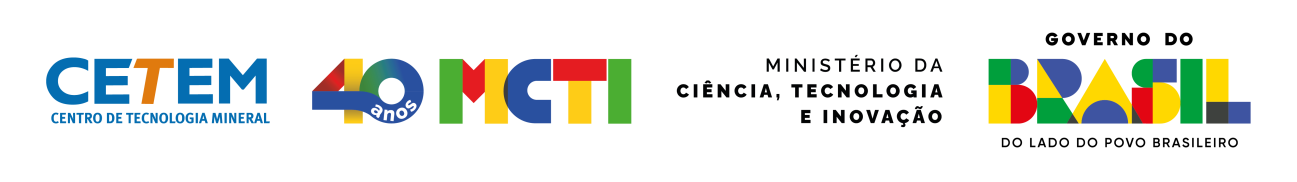 CETEM
CENTRO DE TECNOLOGIA MINERAL
40
anos
MCTI
MINISTÉRIO DA
CIÊNCIA, TECNOLOGIA
E INOVAÇÃO
GOVERNO DO
BRASIL
DO LADO DO POVO BRASILEIRO